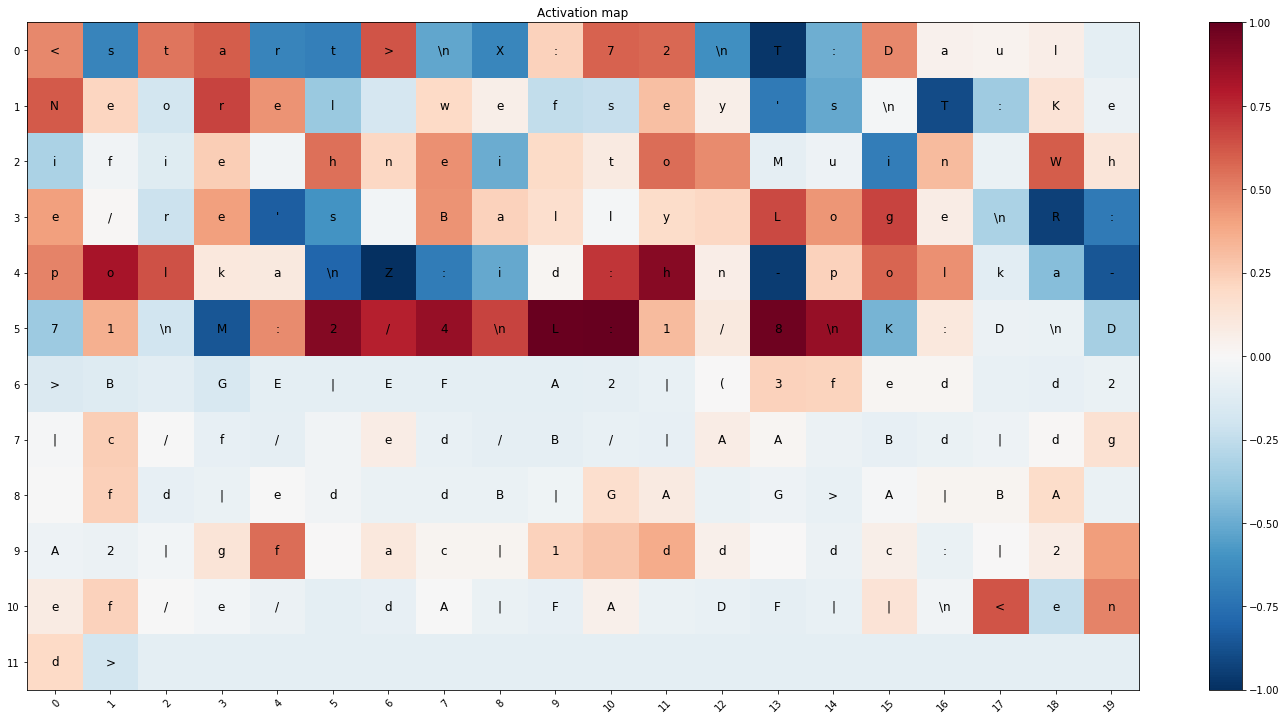 Activation map
0 < s t a r t > \n X : 7 2 \n T : D a u l
1 N e o r e l w e f s e y ' s \n T : K e
2 i f i e h n e i t o M u i n W h
3 e / r e ' s B a l l y L o g e \n R :
4 p o l k a \n Z : i d : h n - p o l k a -
5 7 1 \n M : 2 / 4 \n L : 1 / 8 \n K : D \n D
6 > B G E | E F A 2 | ( 3 f e d d 2
7 | c / f / e d / B / | A A B d | d g
8 f d | e d d B | G A G > A | B A
9 A 2 | g f a c | 1 d d d c : | 2
10 e f / e / d A | F A D F | | \n < e n
11 d >
0 1 2 3 4 5 6 7 8 9 10 11 12 13 14 15 16 17 18 19
1.00
0.75
0.50
0.25
0.00
−0.25
−0.50
−0.75
−1.00